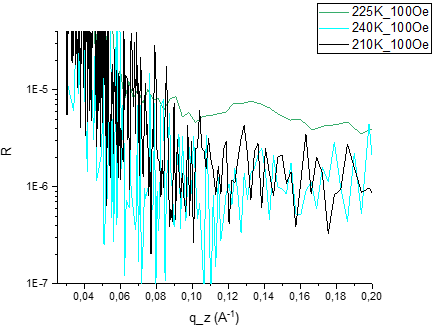 225K_100Oe
240K_100Oe
210K_100Oe
1E-5
1E-6
1E-7
R
0,04 0,06 0,08 0,10 0,12 0,14 0,16 0,18 0,20
q_z (A⁻¹)